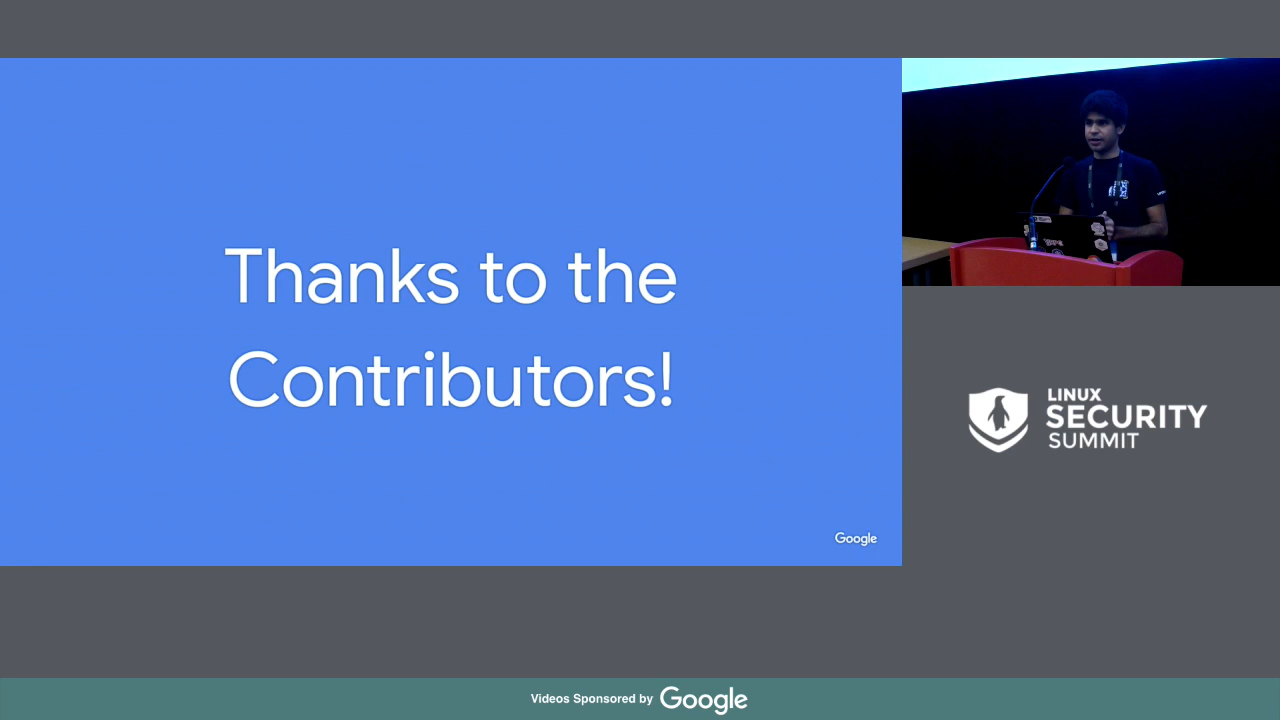 Thanks to the
Contributors!
Google
LINUX
SECURITY
SUMMIT
Videos Sponsored by Google